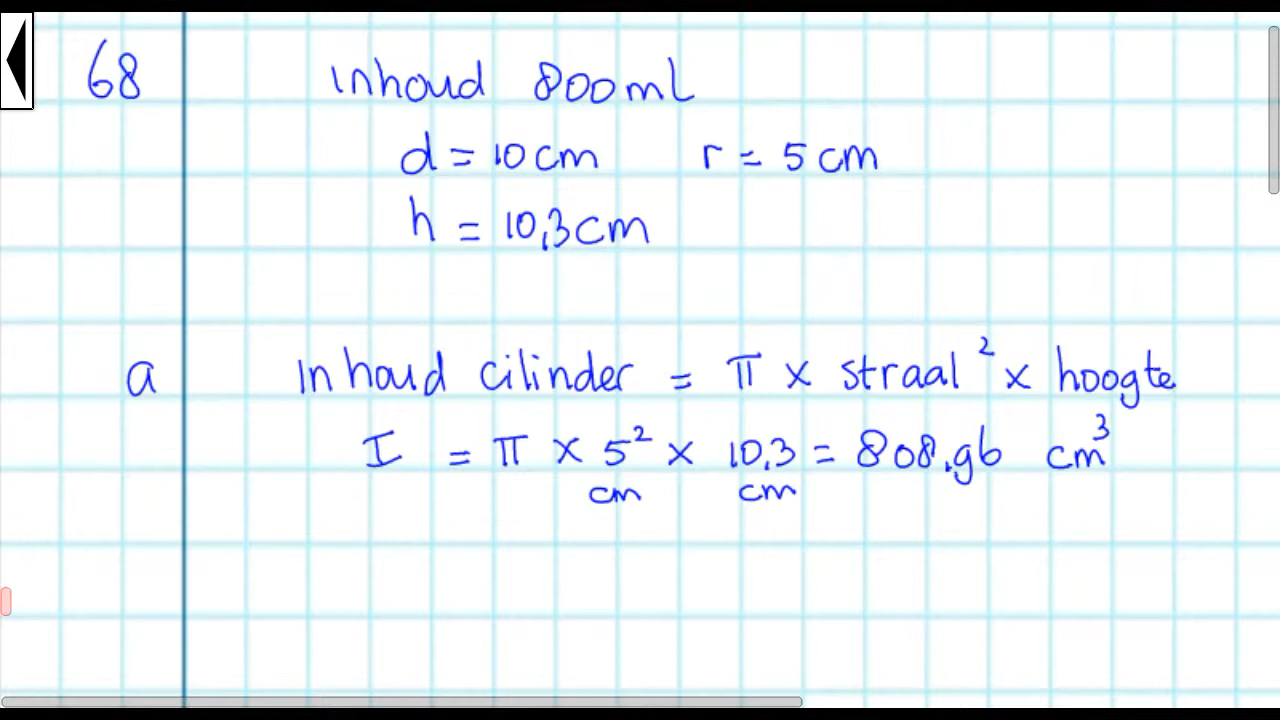 68 inhoud 800ml
d = 10 cm r = 5 cm
h = 10,3 cm
a Inhoud cilinder = π × straal² × hoogte
I = π × 5² × 10,3 = 808,96 cm³
cm cm